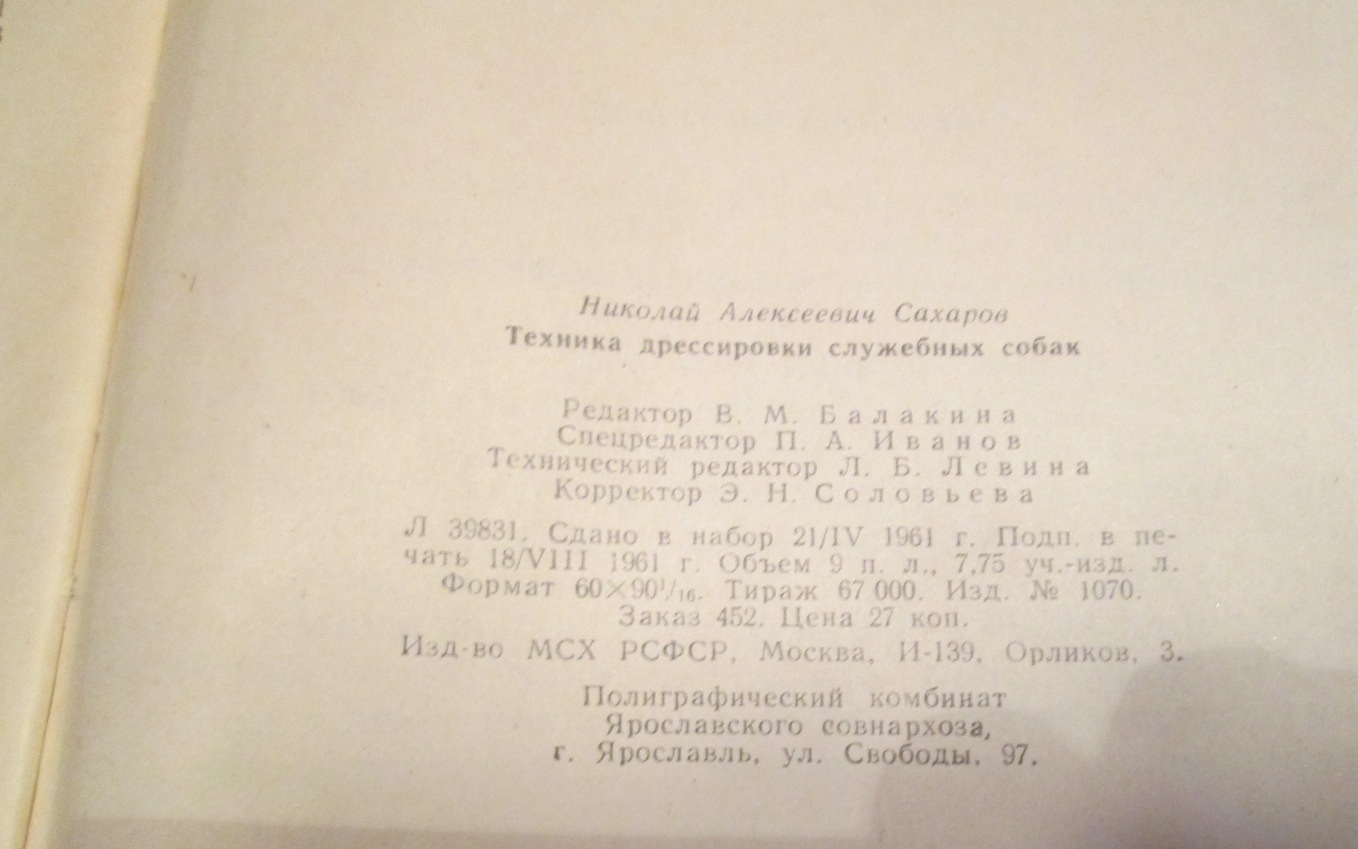 Николай Алексеевич Сахаров
Техника дрессировки служебных собак
Редактор В. М. Балакина
Спецредактор П. А. Иванов
Технический редактор Л. Б. Левина
Корректор Э. Н. Соловьева
Л 39831. Сдано в набор 21/IV 1961 г. Подп. в пе-
чать 18/VIII 1961 г. Объем 9 п. л., 7,75 уч.-изд. л.
Формат 60×90¹/₁₆. Тираж 67 000. Изд. № 1070.
Заказ 452. Цена 27 коп.
Изд-во МСХ РСФСР, Москва, И-139, Орликов, 3.
Полиграфический комбинат
Ярославского совнархоза,
г. Ярославль, ул. Свободы, 97.